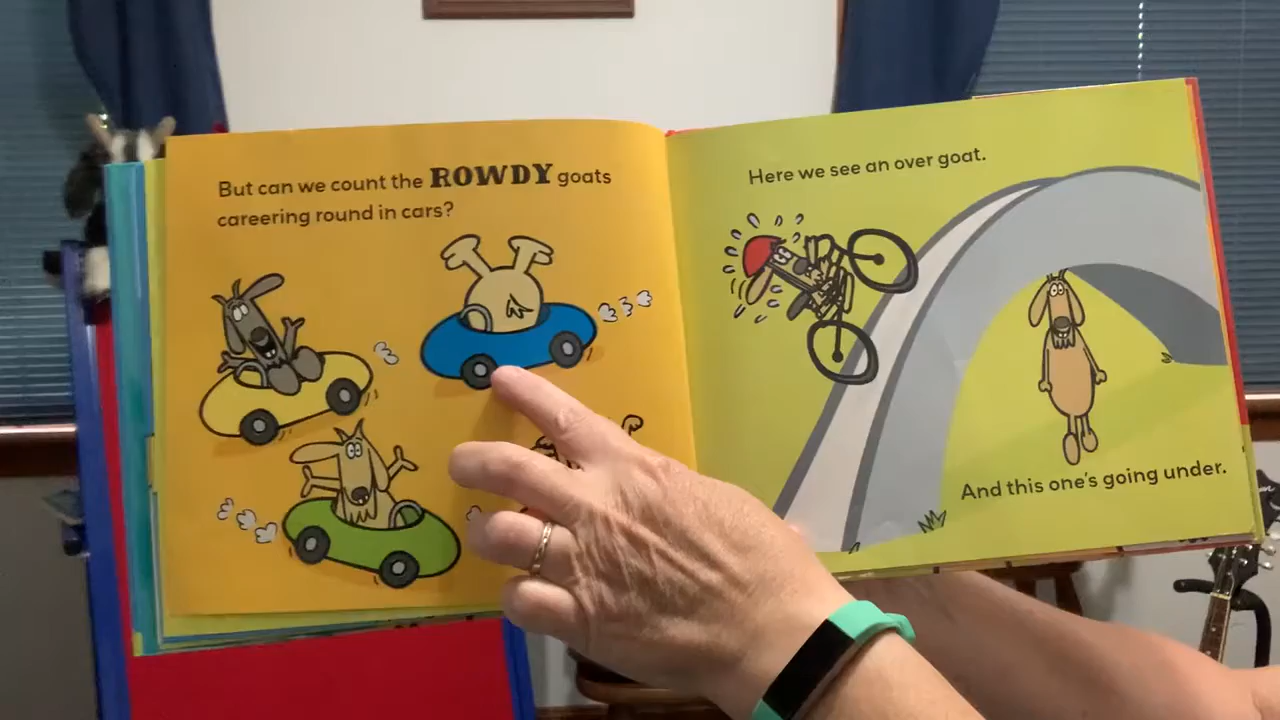 But can we count the ROWDY goats
careering round in cars?
Here we see an over goat.
And this one's going under.